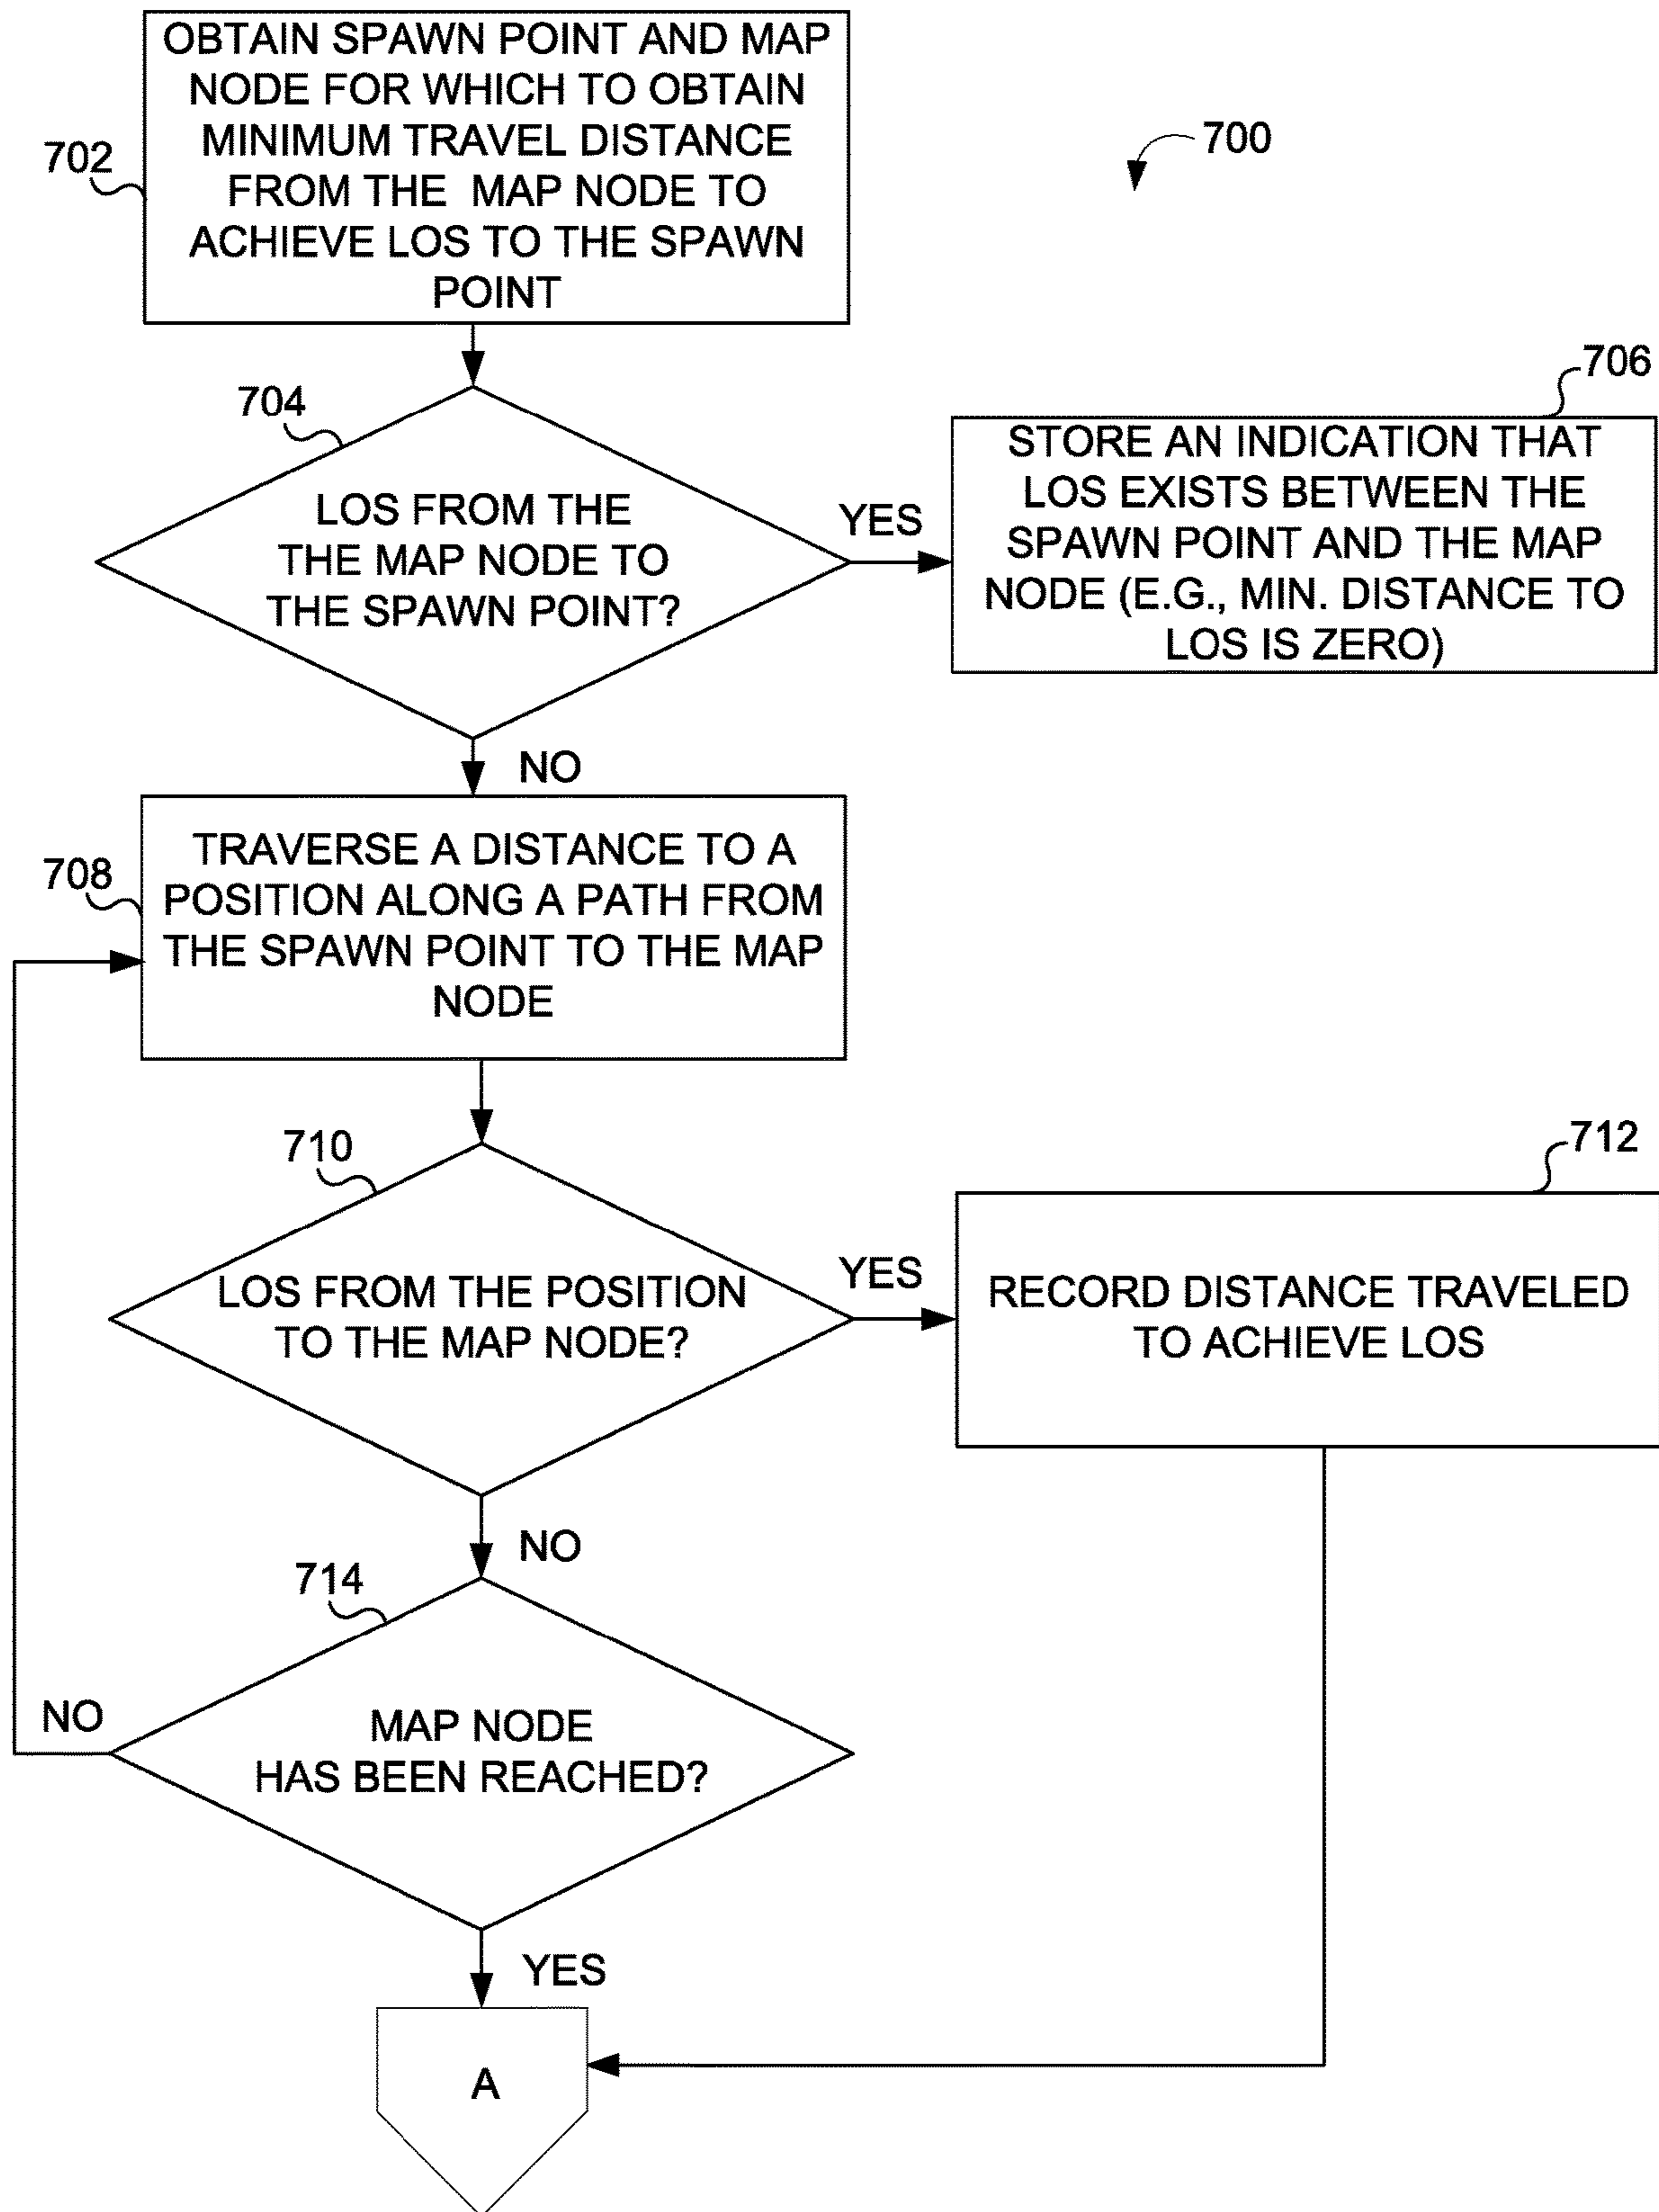 OBTAIN SPAWN POINT AND MAP
NODE FOR WHICH TO OBTAIN
MINIMUM TRAVEL DISTANCE
FROM THE MAP NODE TO
ACHIEVE LOS TO THE SPAWN
POINT
702
700
704
LOS FROM THE
THE MAP NODE TO
THE SPAWN POINT?
YES
706
STORE AN INDICATION THAT
LOS EXISTS BETWEEN THE
SPAWN POINT AND THE MAP
NODE (E.G., MIN. DISTANCE TO
LOS IS ZERO)
NO
708
TRAVERSE A DISTANCE TO A
POSITION ALONG A PATH FROM
THE SPAWN POINT TO THE MAP
NODE
710
LOS FROM THE POSITION
TO THE MAP NODE?
YES
712
RECORD DISTANCE TRAVELED
TO ACHIEVE LOS
NO
714
MAP NODE
HAS BEEN REACHED?
NO
YES
A